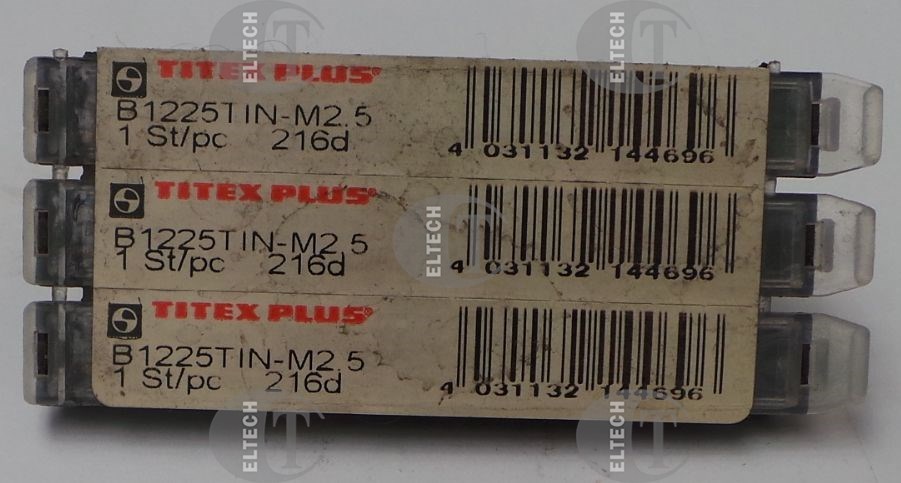 ELTECH
ELTECH
TITEX PLUS®
B1225TIN-M2.5
1 St/pc 216d
4 031132 144696
TITEX PLUS®
B1225TIN-M2.5
1 St/pc 216d
4 031132 144696
ELTECH
TITEX PLUS®
B1225TIN-M2.5
1 St/pc 216d
4 031132 144696
ELTECH
ELTECH